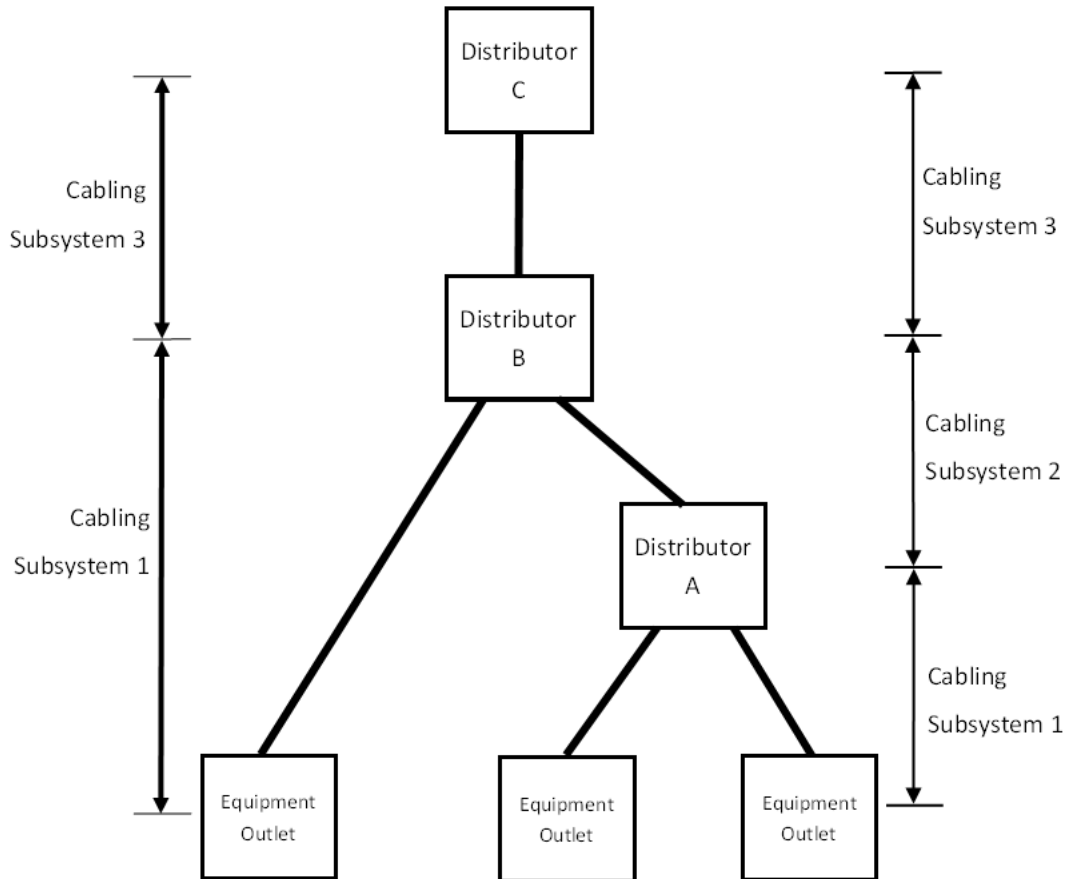 Distributor
C
Cabling
Subsystem 3
Cabling
Subsystem 3
Distributor
B
Cabling
Subsystem 2
Cabling
Subsystem 1
Distributor
A
Cabling
Subsystem 1
Equipment
Outlet
Equipment
Outlet
Equipment
Outlet